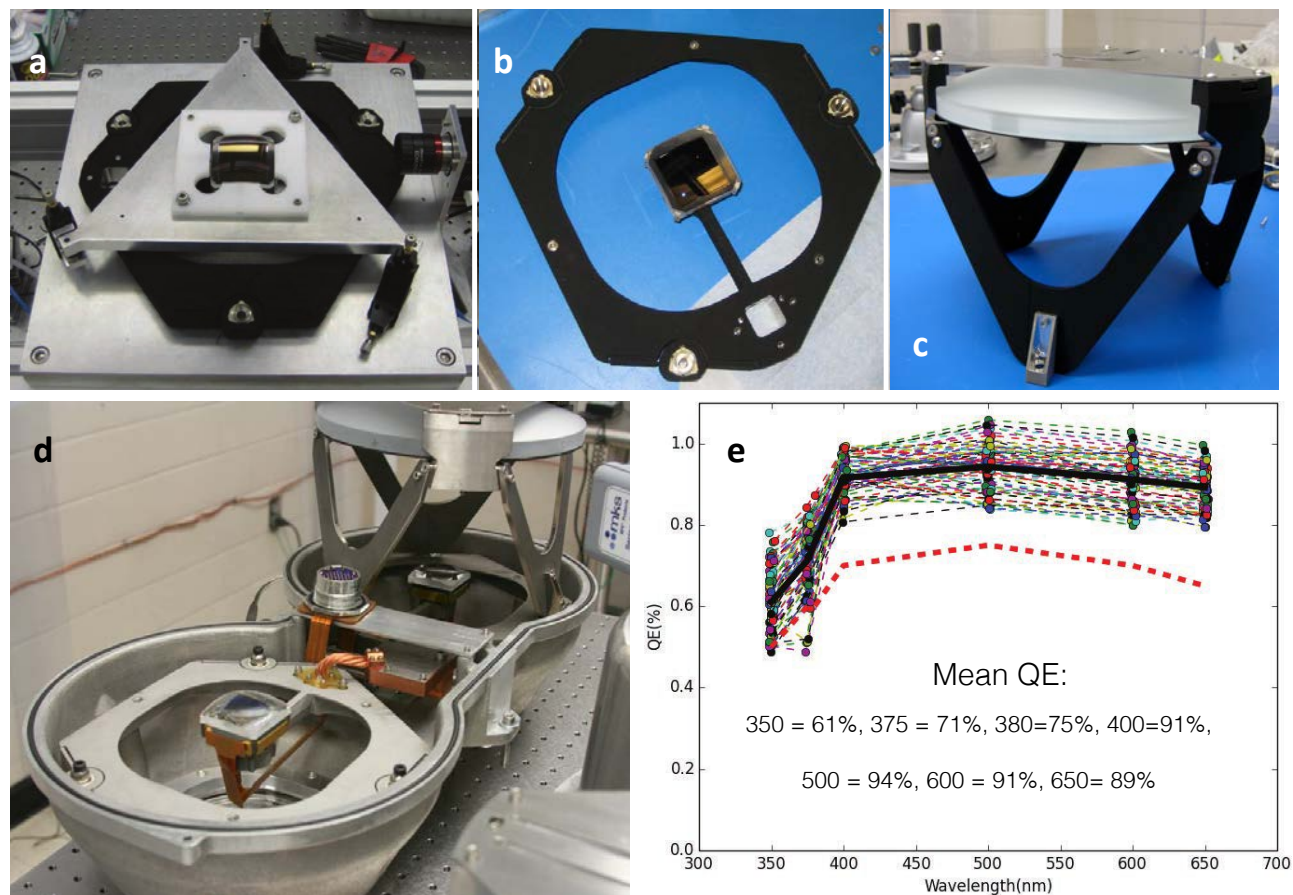 a
b
c
d
mks
e
1.0
0.8
0.6
0.4
0.2
0.0
QE(%)
Mean QE:
350 = 61%, 375 = 71%, 380=75%, 400=91%,
500 = 94%, 600 = 91%, 650= 89%
300 350 400 450 500 550 600 650 700
Wavelength(nm)